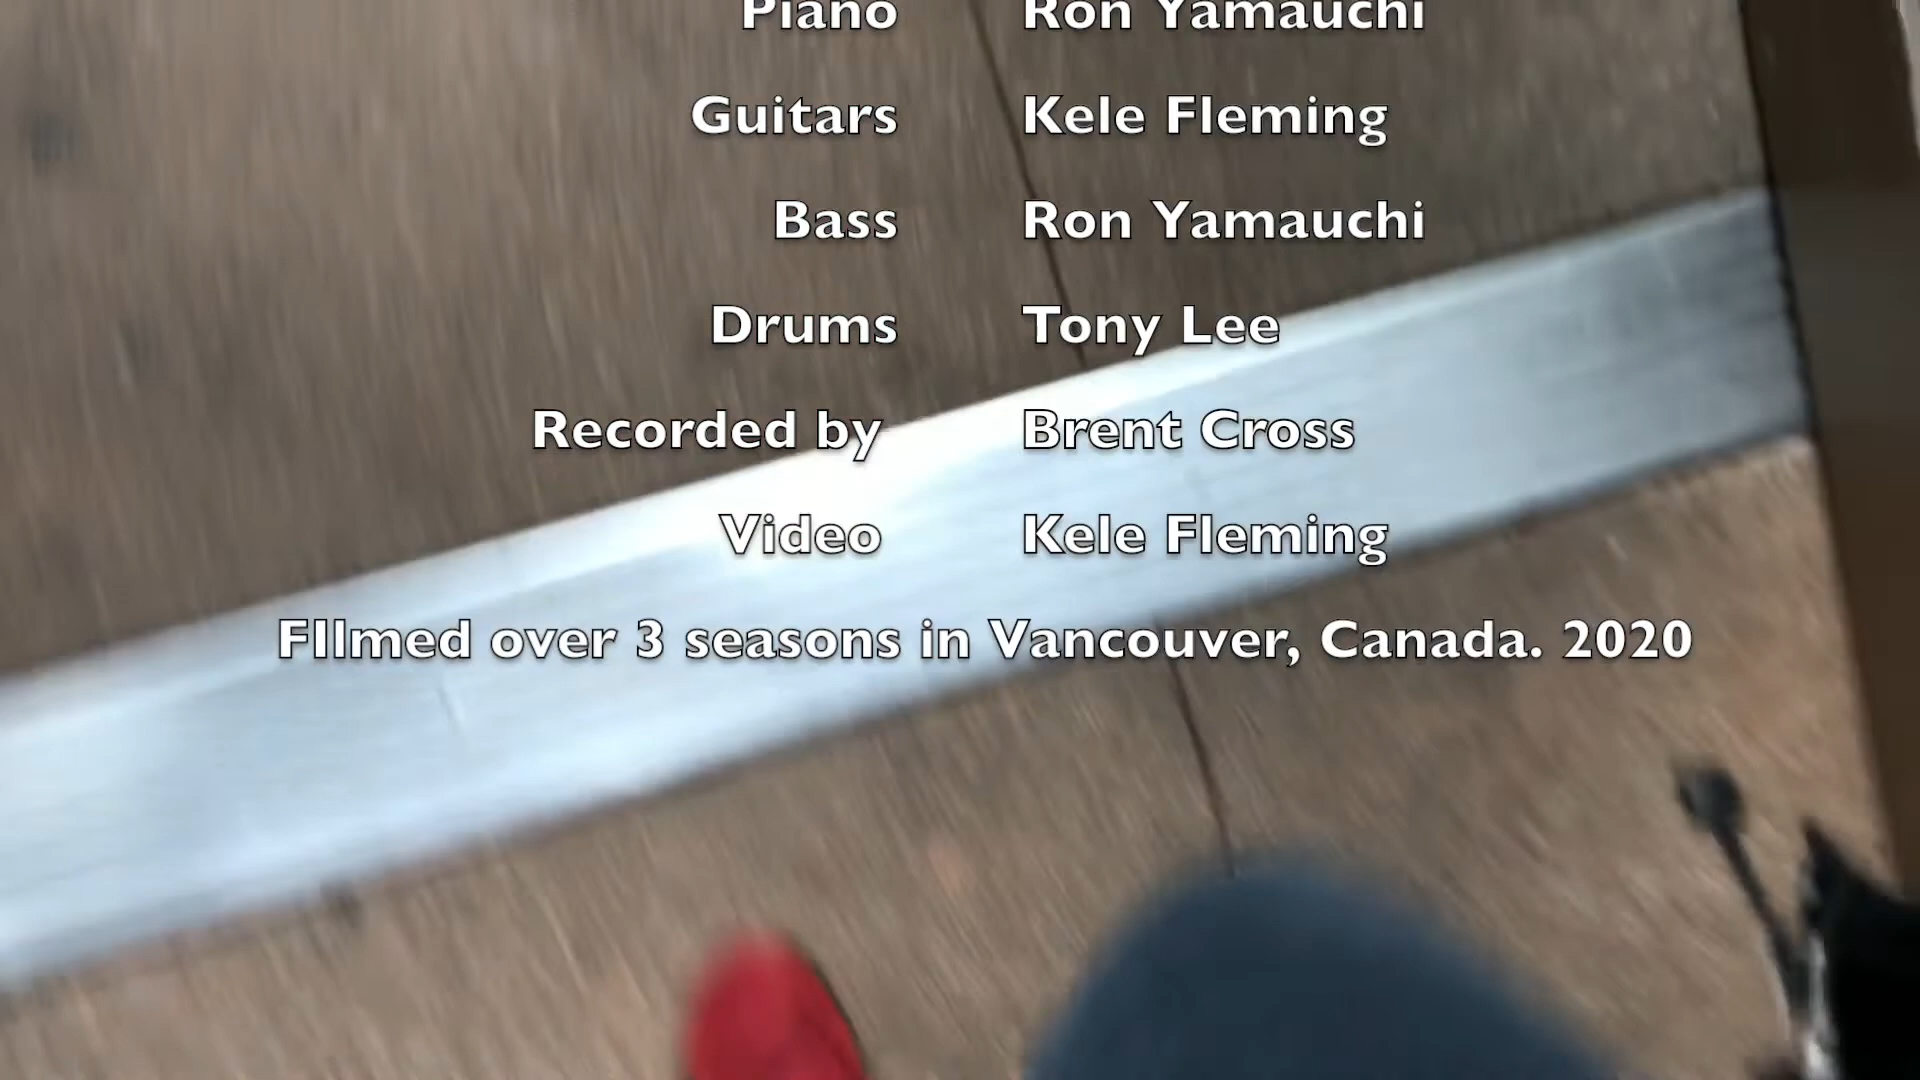 Piano Ron Yamauchi
Guitars Kele Fleming
Bass Ron Yamauchi
Drums Tony Lee
Recorded by Brent Cross
Video Kele Fleming
FIlmed over 3 seasons in Vancouver, Canada. 2020